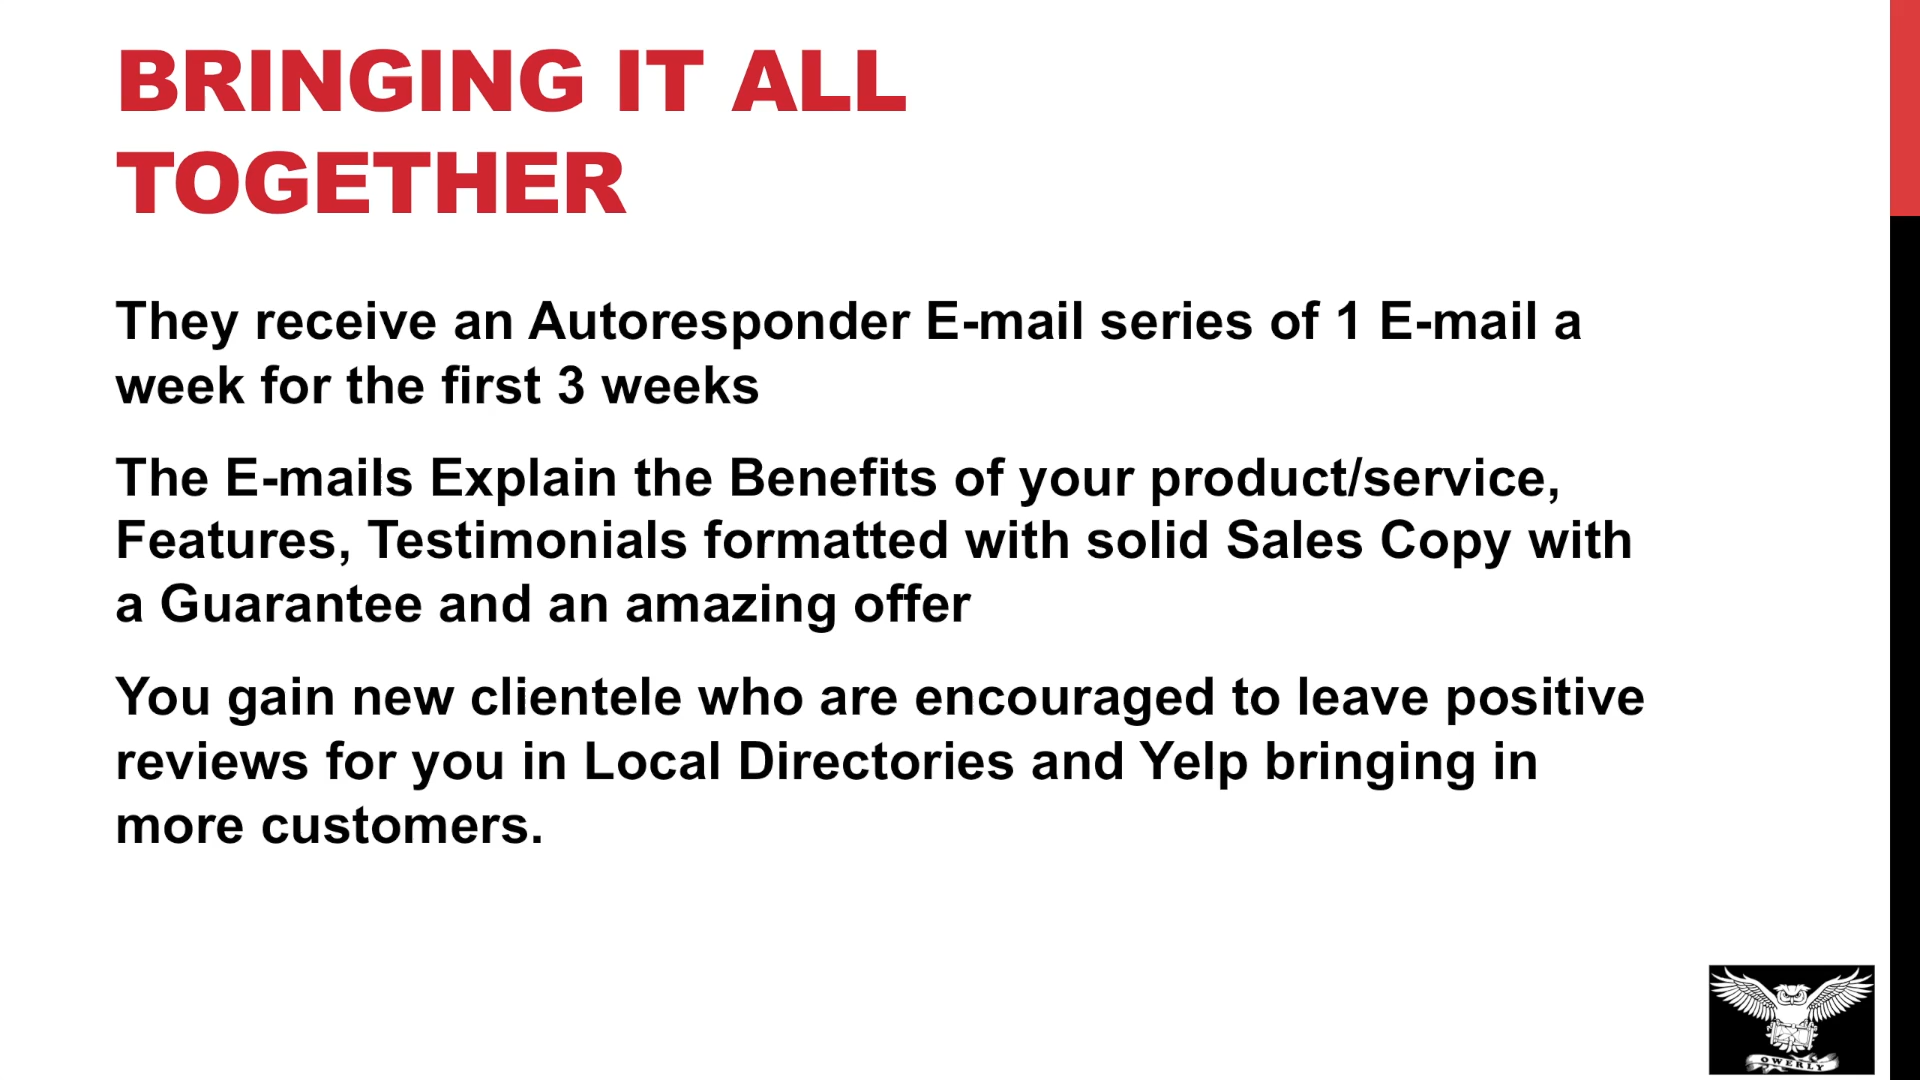 BRINGING IT ALL
TOGETHER
They receive an Autoresponder E-mail series of 1 E-mail a
week for the first 3 weeks
The E-mails Explain the Benefits of your product/service,
Features, Testimonials formatted with solid Sales Copy with
a Guarantee and an amazing offer
You gain new clientele who are encouraged to leave positive
reviews for you in Local Directories and Yelp bringing in
more customers.
OWERLY